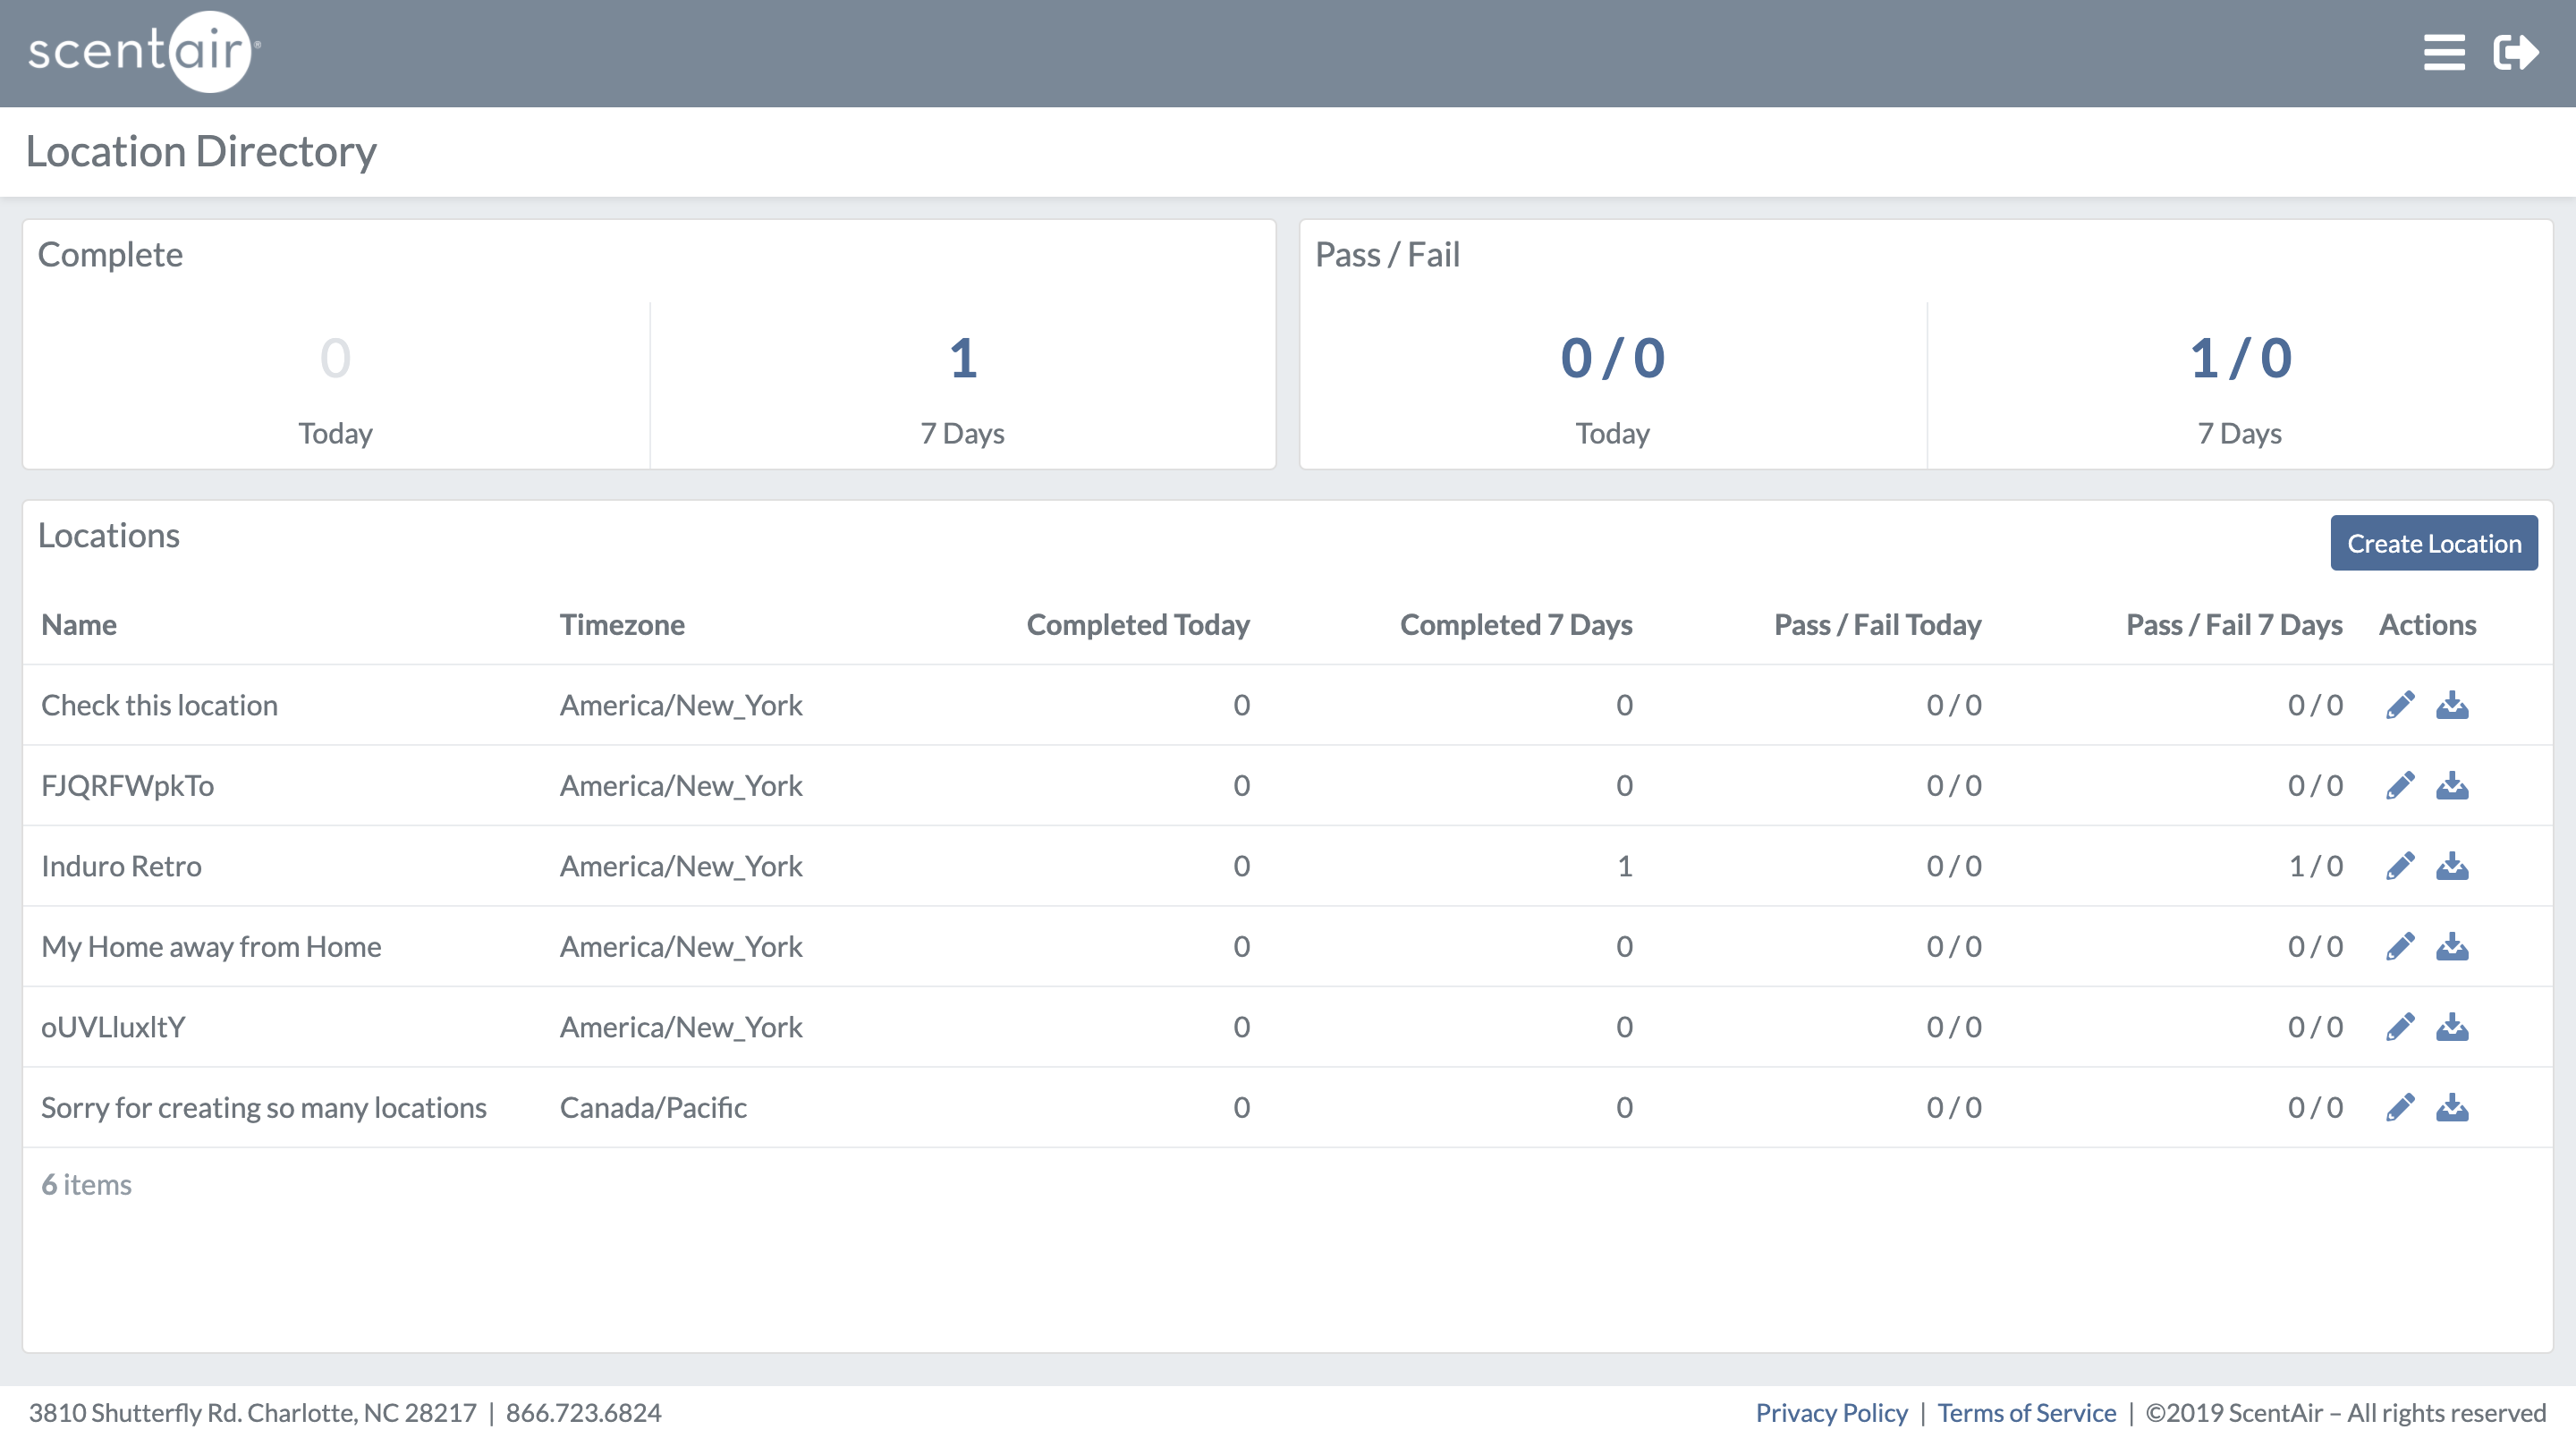 scentair®
Location Directory
Complete
0
Today
1
7 Days
Pass / Fail
0 / 0
Today
1 / 0
7 Days
Locations
Create Location
Name Timezone Completed Today Completed 7 Days Pass / Fail Today Pass / Fail 7 Days Actions
Check this location America/New_York 0 0 0 / 0 0 / 0
FJQRFWpkTo America/New_York 0 0 0 / 0 0 / 0
Induro Retro America/New_York 0 1 0 / 0 1 / 0
My Home away from Home America/New_York 0 0 0 / 0 0 / 0
oUVLluxltY America/New_York 0 0 0 / 0 0 / 0
Sorry for creating so many locations Canada/Pacific 0 0 0 / 0 0 / 0
6 items
3810 Shutterfly Rd. Charlotte, NC 28217 | 866.723.6824
Privacy Policy | Terms of Service | ©2019 ScentAir – All rights reserved